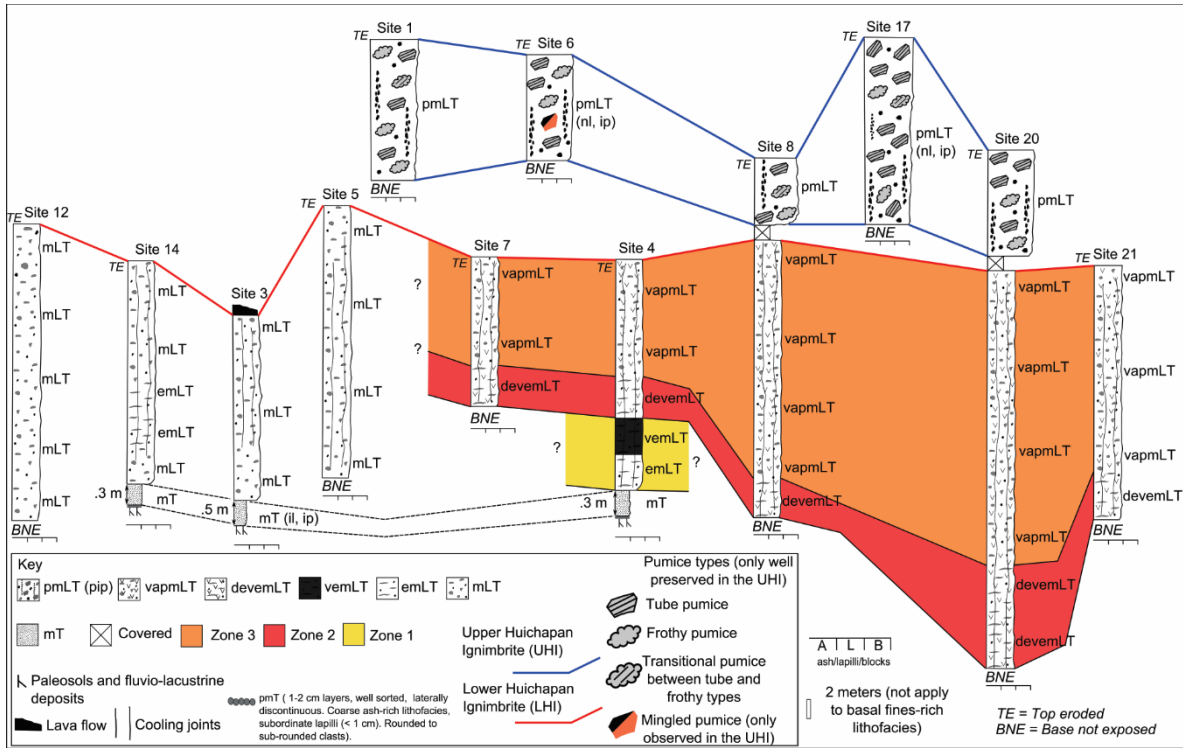 Site 1
TE
pmLT
BNE
Site 6
TE
pmLT
(nl, ip)
BNE
Site 17
TE
pmLT
(nl, ip)
BNE
Site 8
TE
pmLT
Site 20
TE
pmLT
Site 12
TE
mLT
mLT
mLT
mLT
mLT
BNE
Site 14
TE
mLT
mLT
emLT
emLT
mLT
.3 m
mT
Site 3
mLT
mLT
mLT
mLT
.5 m
mT (il, ip)
Site 5
TE
mLT
mLT
mLT
mLT
mLT
BNE
?
?
Site 7
TE
vapmLT
vapmLT
devemLT
BNE
Site 4
TE
vapmLT
vapmLT
devemLT
vemLT
emLT
?
?
.3 m
mT
vapmLT
vapmLT
vapmLT
vapmLT
devemLT
BNE
vapmLT
vapmLT
vapmLT
vapmLT
devemLT
devemLT
BNE
Site 21
TE
vapmLT
vapmLT
vapmLT
devemLT
BNE
Key
pmLT (pip)
vapmLT
devemLT
vemLT
emLT
mLT
mT
Covered
Zone 3
Zone 2
Zone 1
Paleosols and fluvio-lacustrine
deposits
pmT ( 1-2 cm layers, well sorted, laterally
discontinuous. Coarse ash-rich lithofacies,
subordinate lapilli (< 1 cm). Rounded to
sub-rounded clasts).
Lava flow
Cooling joints
Upper Huichapan
Ignimbrite (UHI)
Lower Huichapan
Ignimbrite (LHI)
Pumice types (only well
preserved in the UHI)
Tube pumice
Frothy pumice
Transitional pumice
between tube and
frothy types
Mingled pumice (only
observed in the UHI)
A L B
ash/lapilli/blocks
2 meters (not apply
to basal fines-rich
lithofacies)
TE = Top eroded
BNE = Base not exposed